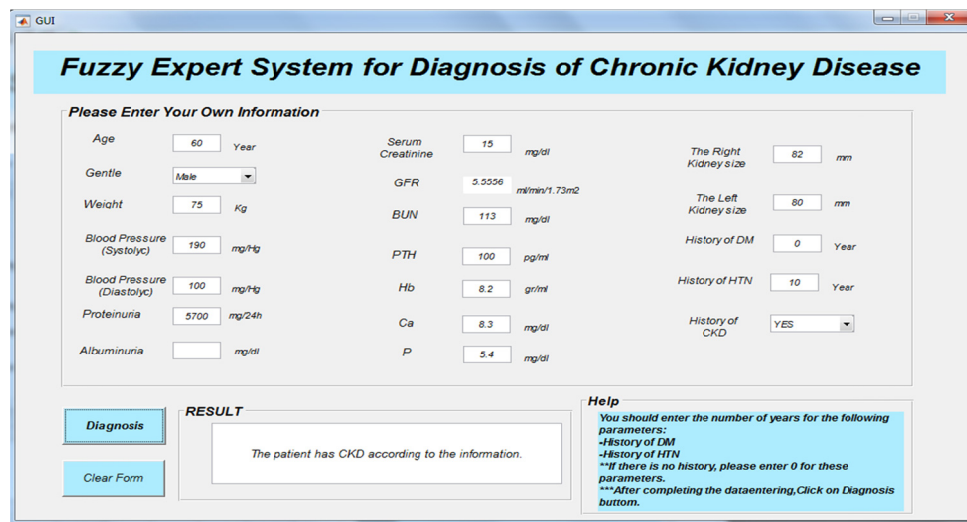 GUI
Fuzzy Expert System for Diagnosis of Chronic Kidney Disease
Please Enter Your Own Information
Age 60 Year
Gentle Male
Weight 75 Kg
Blood Pressure
(Systolyc) 190 mg/Hg
Blood Pressure
(Diastolyc) 100 mg/Hg
Proteinuria 5700 mg/24h
Albuminuria mg/dl
Serum
Creatinine 15 mg/dl
GFR 5.5556 ml/min/1.73m2
BUN 113 mg/dl
PTH 100 pg/ml
Hb 8.2 gr/ml
Ca 8.3 mg/dl
P 5.4 mg/dl
The Right
Kidney size 82 mm
The Left
Kidney size 80 mm
History of DM 0 Year
History of HTN 10 Year
History of
CKD YES
Diagnosis
Clear Form
RESULT
The patient has CKD according to the information.
Help
You should enter the number of years for the following
parameters:
-History of DM
-History of HTN
**If there is no history, please enter 0 for these
parameters.
***After completing the dataentering,Click on Diagnosis
buttom.